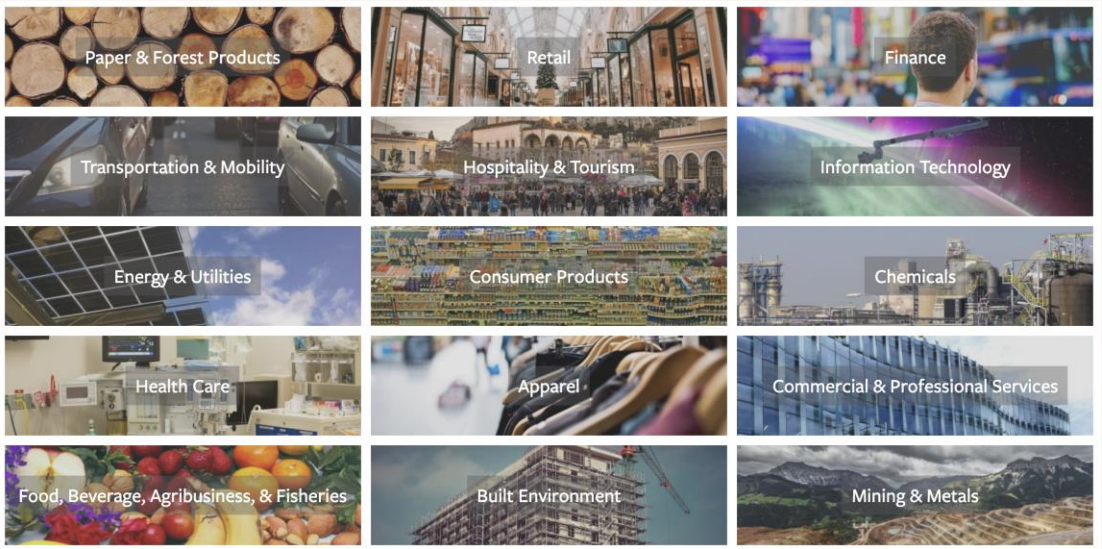 Paper & Forest Products
Retail
Finance
Transportation & Mobility
Hospitality & Tourism
Information Technology
Energy & Utilities
Consumer Products
Chemicals
Health Care
Apparel
Commercial & Professional Services
Food, Beverage, Agribusiness, & Fisheries
Built Environment
Mining & Metals